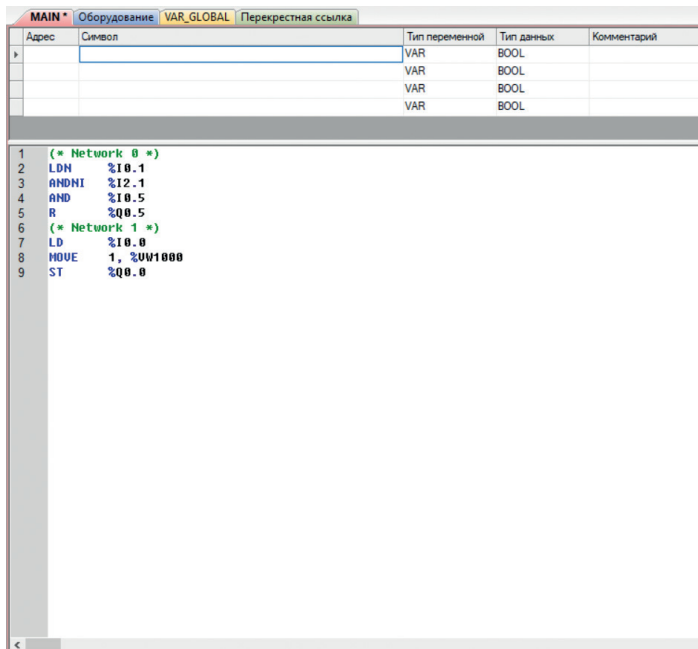 MAIN * Оборудование VAR_GLOBAL Перекрестная ссылка
Адрес Символ Тип переменной Тип данных Комментарий
VAR BOOL
VAR BOOL
VAR BOOL
VAR BOOL
1 (* Network 0 *)
2 LDN %I0.1
3 ANDNI %I2.1
4 AND %I0.5
5 R %Q0.5
6 (* Network 1 *)
7 LD %I0.0
8 MOVE 1, %VW1000
9 ST %Q0.0